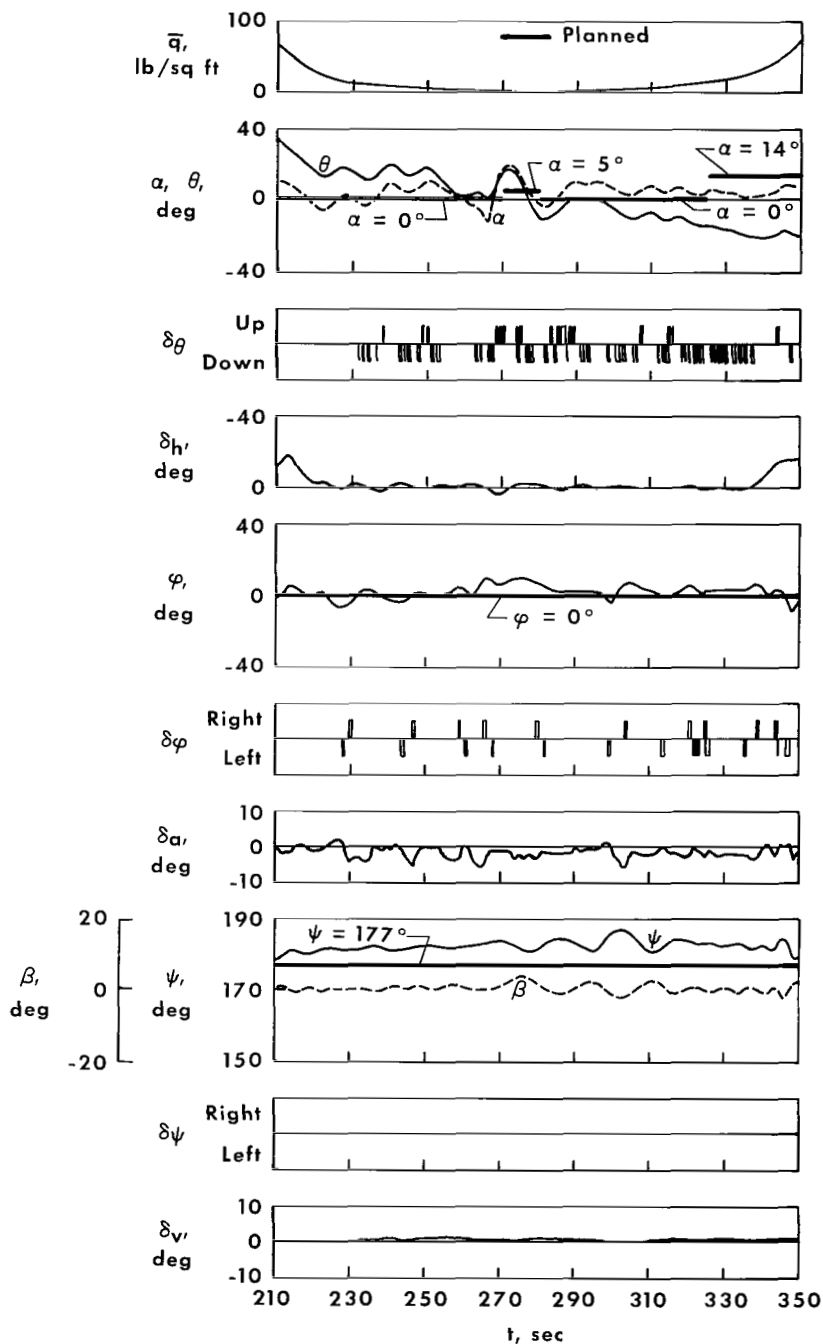 100
q̅,
lb/sq ft
0
Planned
40
α, θ,
deg
0
-40
θ
α = 0°
α
α = 5°
α = 14°
α = 0°
δθ
Up
Down
-40
δh,
deg
0
40
φ,
deg
0
-40
φ = 0°
δφ
Right
Left
10
δa,
deg
0
-10
20
β,
deg
0
-20
190
ψ,
deg
170
150
ψ = 177°
ψ
β
δψ
Right
Left
10
δv,
deg
0
-10
210 230 250 270 290 310 330 350
t, sec